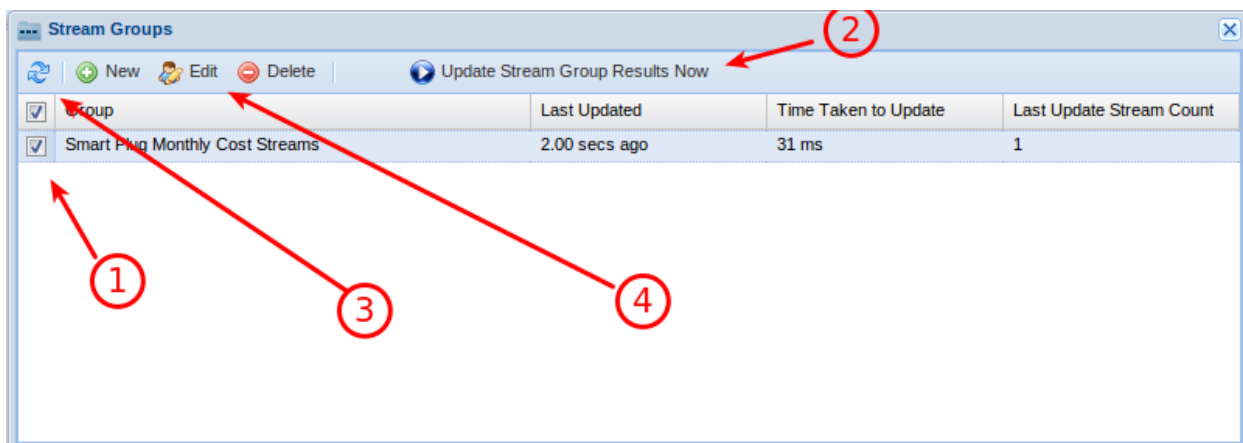 Stream Groups
2
New Edit Delete Update Stream Group Results Now
Group Last Updated Time Taken to Update Last Update Stream Count
Smart Plug Monthly Cost Streams 2.00 secs ago 31 ms 1
1
3
4